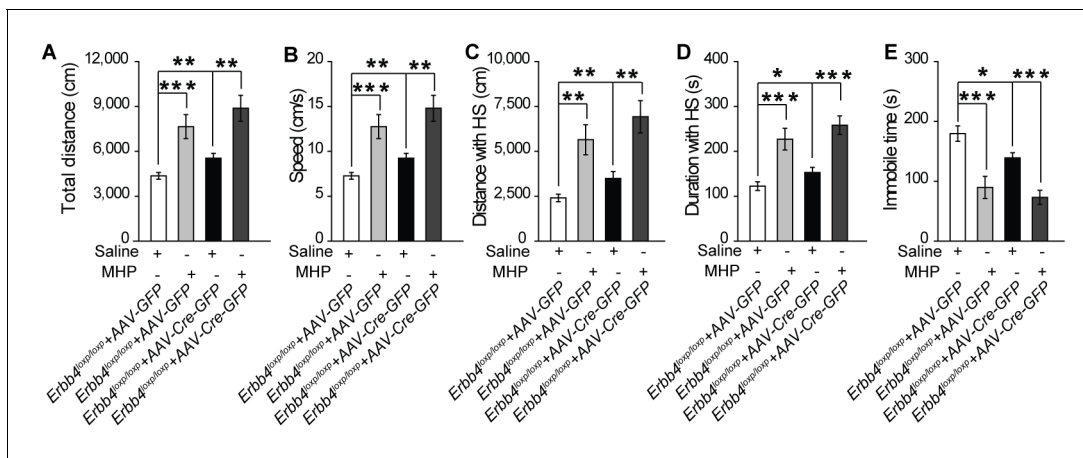 A
Total distance (cm)
12,000
9,000
6,000
3,000
0
** **
***
B
Speed (cm/s)
20
15
10
5
0
** **
***
C
Distance with HS (cm)
10,000
7,500
5,000
2,500
0
** **
**
D
Duration with HS (s)
400
300
200
100
0
* ***
***
E
Immobile time (s)
300
200
100
0
* ***
***
Saline + - + -
MHP - + - +
Erbb4loxp/loxp+AAV-GFP
Erbb4loxp/loxp+AAV-GFP
Erbb4loxp/loxp+AAV-Cre-GFP
Erbb4loxp/loxp+AAV-Cre-GFP
Saline + - + -
MHP - + - +
Erbb4loxp/loxp+AAV-GFP
Erbb4loxp/loxp+AAV-GFP
Erbb4loxp/loxp+AAV-Cre-GFP
Erbb4loxp/loxp+AAV-Cre-GFP
Saline + - + -
MHP - + - +
Erbb4loxp/loxp+AAV-GFP
Erbb4loxp/loxp+AAV-GFP
Erbb4loxp/loxp+AAV-Cre-GFP
Erbb4loxp/loxp+AAV-Cre-GFP
Saline + - + -
MHP - + - +
Erbb4loxp/loxp+AAV-GFP
Erbb4loxp/loxp+AAV-GFP
Erbb4loxp/loxp+AAV-Cre-GFP
Erbb4loxp/loxp+AAV-Cre-GFP
Saline + - + -
MHP - + - +
Erbb4loxp/loxp+AAV-GFP
Erbb4loxp/loxp+AAV-GFP
Erbb4loxp/loxp+AAV-Cre-GFP
Erbb4loxp/loxp+AAV-Cre-GFP